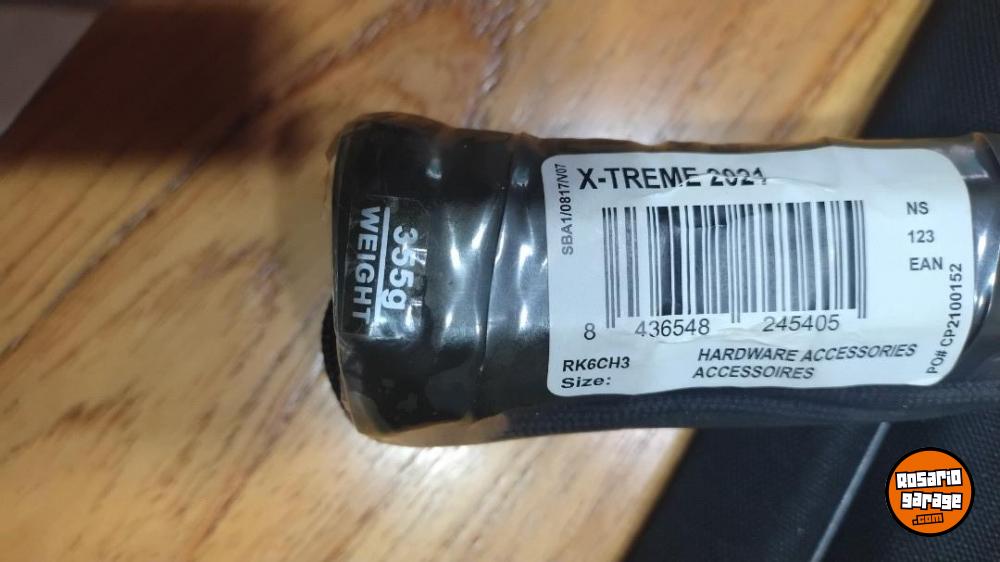 355g
WEIGHT
SBA1/0817/V07
X-TREME 2021
NS
123
EAN
8 436548 245405
RK6CH3
Size:
HARDWARE ACCESSORIES
ACCESSOIRES
PO# CP2100152
Rosario
garage
.com